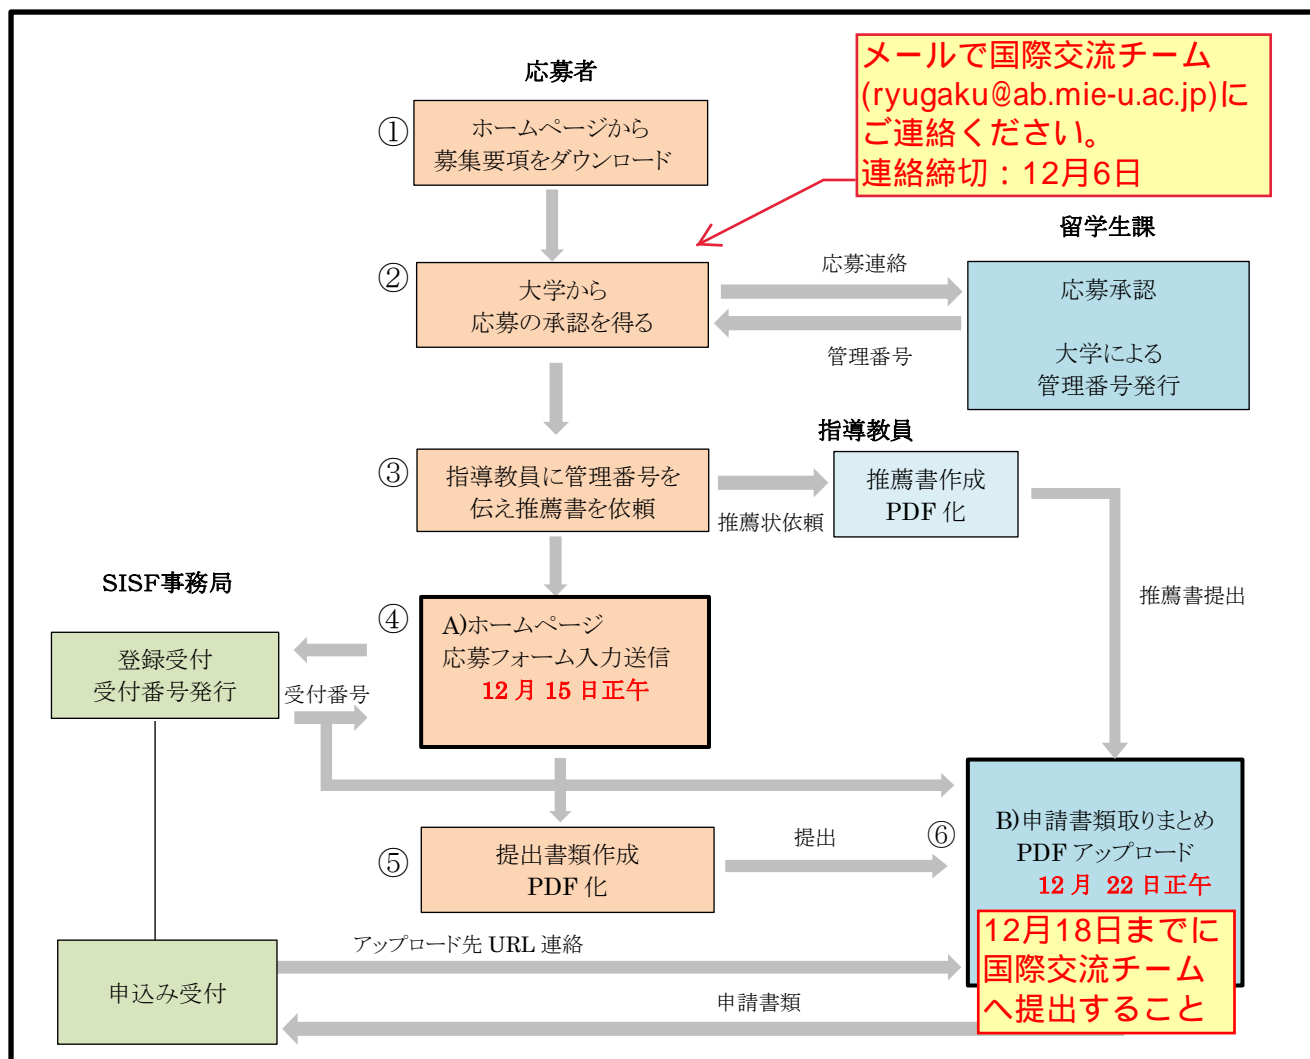 応募者
メールで国際交流チーム
(ryugaku@ab.mie-u.ac.jp)に
ご連絡ください。
連絡締切：12月6日
①
ホームページから
募集要項をダウンロード
留学生課
②
大学から
応募の承認を得る
応募連絡
管理番号
応募承認
大学による
管理番号発行
指導教員
③
指導教員に管理番号を
伝え推薦書を依頼
推薦状依頼
推薦書作成
PDF 化
推薦書提出
SISF事務局
④
A)ホームページ
応募フォーム入力送信
12 月 15 日正午
登録受付
受付番号発行
受付番号
⑤
提出書類作成
PDF 化
提出
⑥
B)申請書類取りまとめ
PDF アップロード
12 月 22 日正午
12月18日までに
国際交流チーム
へ提出すること
アップロード先 URL 連絡
申込み受付
申請書類